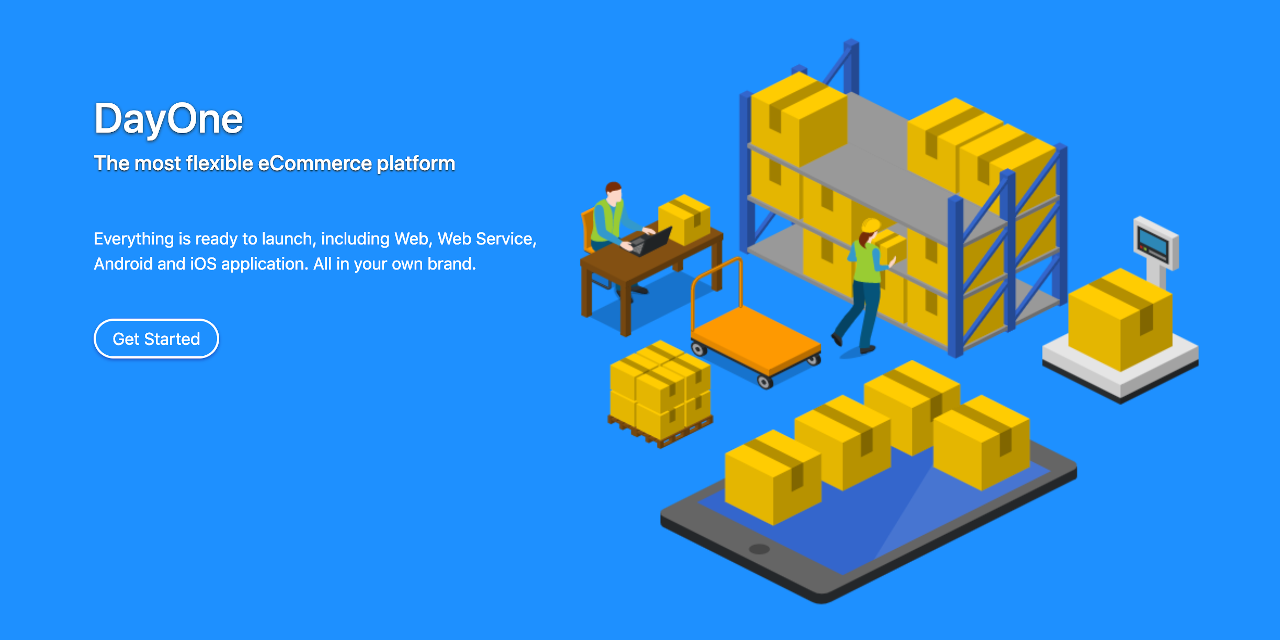 DayOne
The most flexible eCommerce platform
Everything is ready to launch, including Web, Web Service,
Android and iOS application. All in your own brand.
Get Started